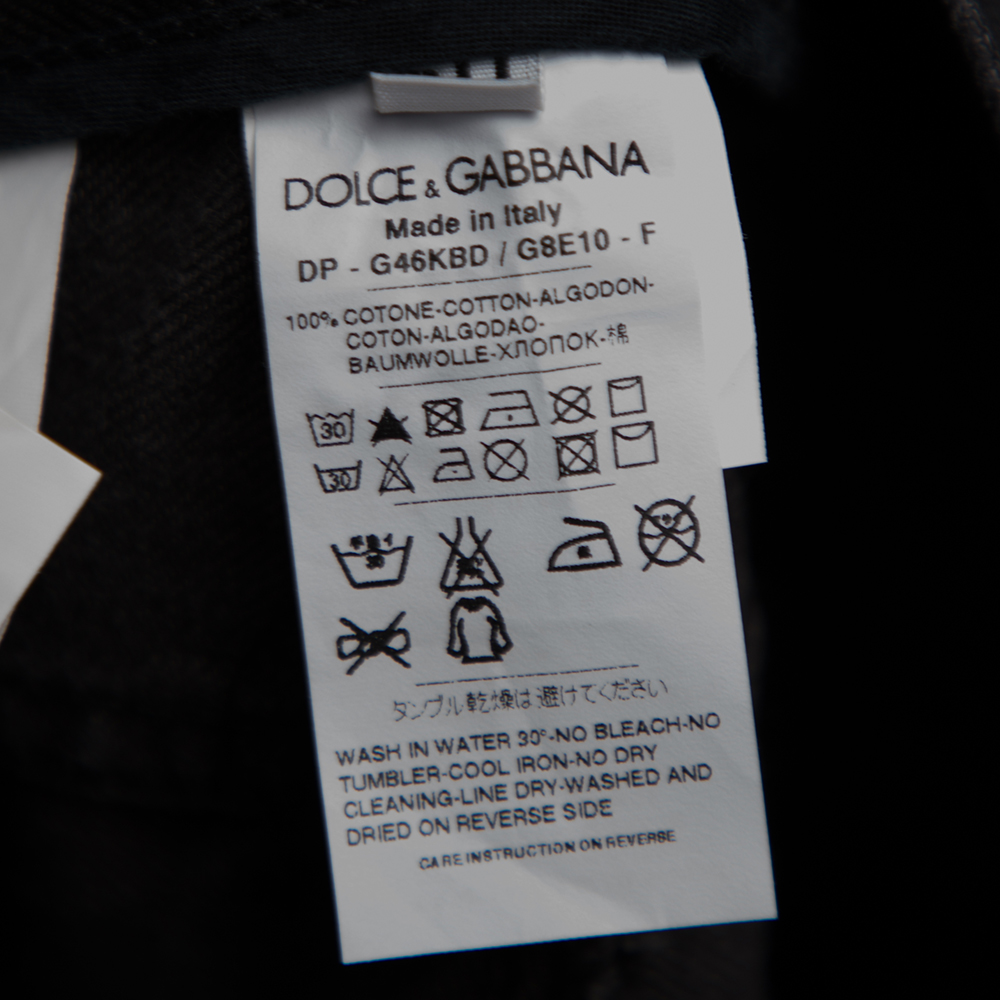 DOLCE & GABBANA
Made in Italy
DP - G46KBD / G8E10 - F
100% COTONE-COTTON-ALGODON-
COTON-ALGODAO-
BAUMWOLLE-ХЛОПОК-棉
30
30
30
タンブル乾燥は避けてください
WASH IN WATER 30°-NO BLEACH-NO
TUMBLER-COOL IRON-NO DRY
CLEANING-LINE DRY-WASHED AND
DRIED ON REVERSE SIDE
CARE INSTRUCTION ON REVERSE